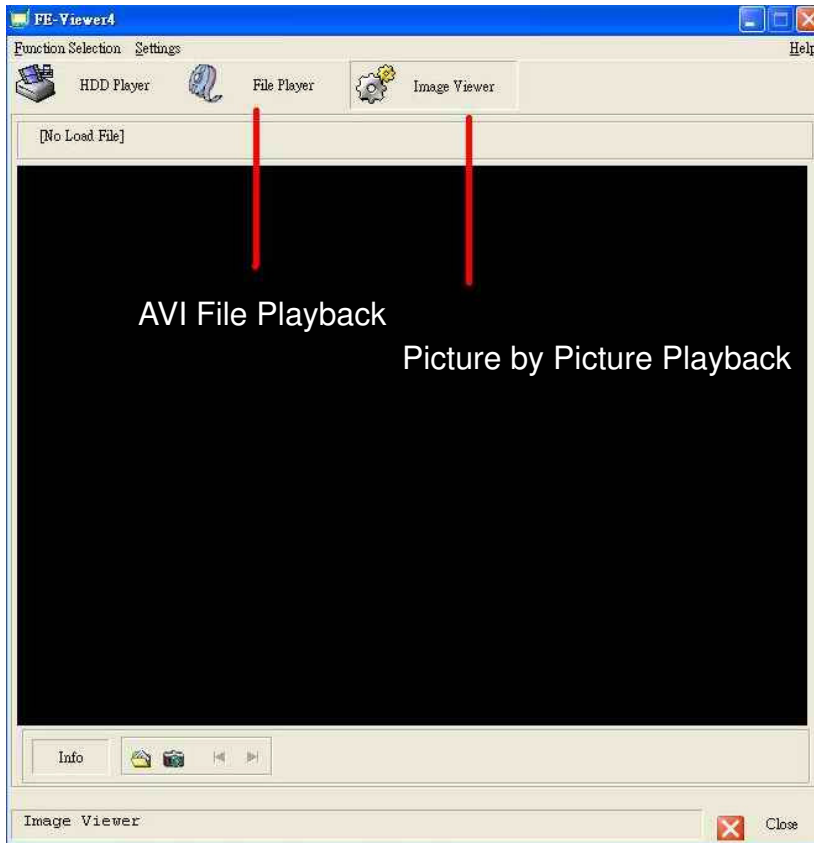 FE-Viewer4
Function Selection Settings Help
HDD Player File Player Image Viewer
[No Load File]
AVI File Playback
Picture by Picture Playback
Info
Image Viewer Close